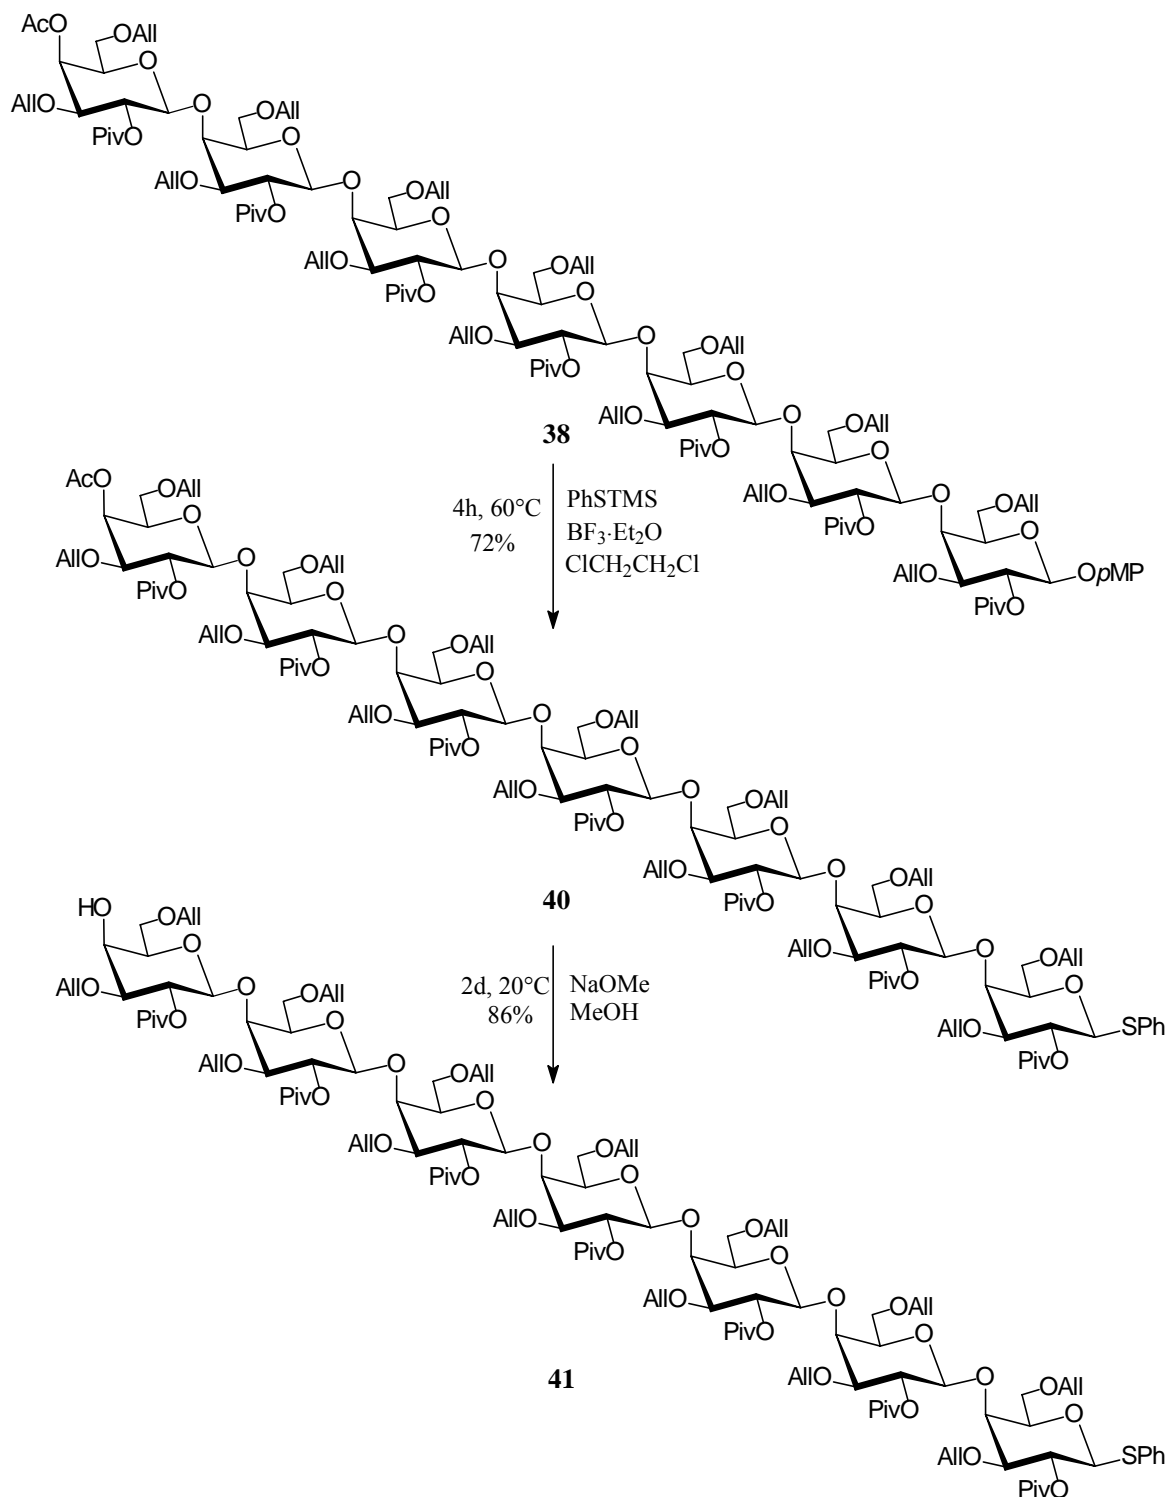 AcO OAll
O
AllO O OAll
PivO O
AllO O OAll
PivO O
AllO O OAll
PivO O
AllO O OAll
PivO O
AllO O OAll
38 PivO O
AcO OAll AllO O OAll
O PivO O
AllO OpMP
PivO
4h, 60°C PhSTMS
72% BF3·Et2O
ClCH2CH2Cl
AllO O OAll
PivO O
AllO O OAll
PivO O
AllO O OAll
PivO O
AllO O OAll
PivO O
AllO O OAll
40 PivO O
HO OAll AllO O OAll
O PivO O
AllO SPh
PivO
2d, 20°C NaOMe
86% MeOH
AllO O OAll
PivO O
AllO O OAll
PivO O
AllO O OAll
PivO O
AllO O OAll
PivO O
AllO O OAll
41 PivO O
AllO O OAll
PivO O
AllO SPh
PivO